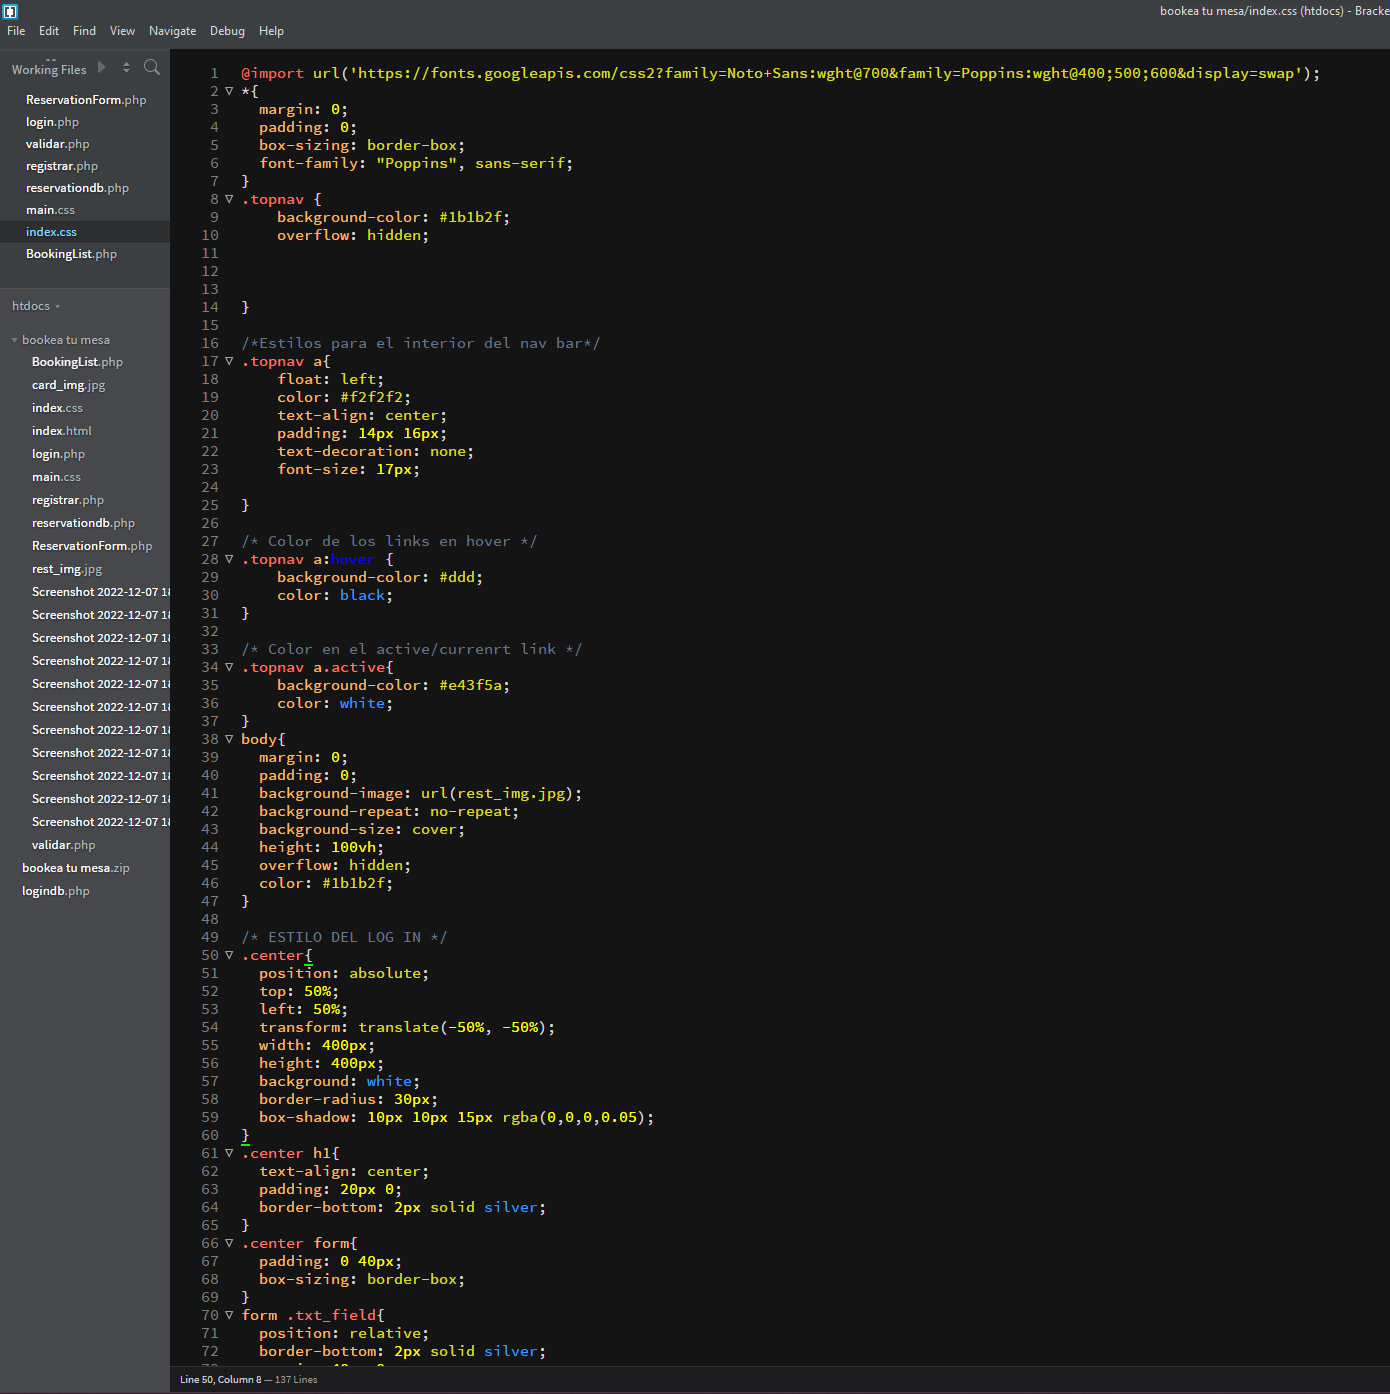 bookea tu mesa/index.css (htdocs) - Bracke
File Edit Find View Navigate Debug Help
Working Files
ReservationForm.php
login.php
validar.php
registrar.php
reservationdb.php
main.css
index.css
BookingList.php
htdocs
bookea tu mesa
BookingList.php
card_img.jpg
index.css
index.html
login.php
main.css
registrar.php
reservationdb.php
ReservationForm.php
rest_img.jpg
Screenshot 2022-12-07 18
Screenshot 2022-12-07 18
Screenshot 2022-12-07 18
Screenshot 2022-12-07 18
Screenshot 2022-12-07 18
Screenshot 2022-12-07 18
Screenshot 2022-12-07 18
Screenshot 2022-12-07 18
Screenshot 2022-12-07 18
Screenshot 2022-12-07 18
Screenshot 2022-12-07 18
validar.php
bookea tu mesa.zip
logindb.php
1 @import url('https://fonts.googleapis.com/css2?family=Noto+Sans:wght@700&family=Poppins:wght@400;500;600&display=swap');
2 *{
3 margin: 0;
4 padding: 0;
5 box-sizing: border-box;
6 font-family: "Poppins", sans-serif;
7 }
8 .topnav {
9 background-color: #1b1b2f;
10 overflow: hidden;
11
12
13
14 }
15
16 /*Estilos para el interior del nav bar*/
17 .topnav a{
18 float: left;
19 color: #f2f2f2;
20 text-align: center;
21 padding: 14px 16px;
22 text-decoration: none;
23 font-size: 17px;
24
25 }
26
27 /* Color de los links en hover */
28 .topnav a:hover {
29 background-color: #ddd;
30 color: black;
31 }
32
33 /* Color en el active/currenrt link */
34 .topnav a.active{
35 background-color: #e43f5a;
36 color: white;
37 }
38 body{
39 margin: 0;
40 padding: 0;
41 background-image: url(rest_img.jpg);
42 background-repeat: no-repeat;
43 background-size: cover;
44 height: 100vh;
45 overflow: hidden;
46 color: #1b1b2f;
47 }
48
49 /* ESTILO DEL LOG IN */
50 .center{
51 position: absolute;
52 top: 50%;
53 left: 50%;
54 transform: translate(-50%, -50%);
55 width: 400px;
56 height: 400px;
57 background: white;
58 border-radius: 30px;
59 box-shadow: 10px 10px 15px rgba(0,0,0,0.05);
60 }
61 .center h1{
62 text-align: center;
63 padding: 20px 0;
64 border-bottom: 2px solid silver;
65 }
66 .center form{
67 padding: 0 40px;
68 box-sizing: border-box;
69 }
70 form .txt_field{
71 position: relative;
72 border-bottom: 2px solid silver;
Line 50, Column 8 — 137 Lines